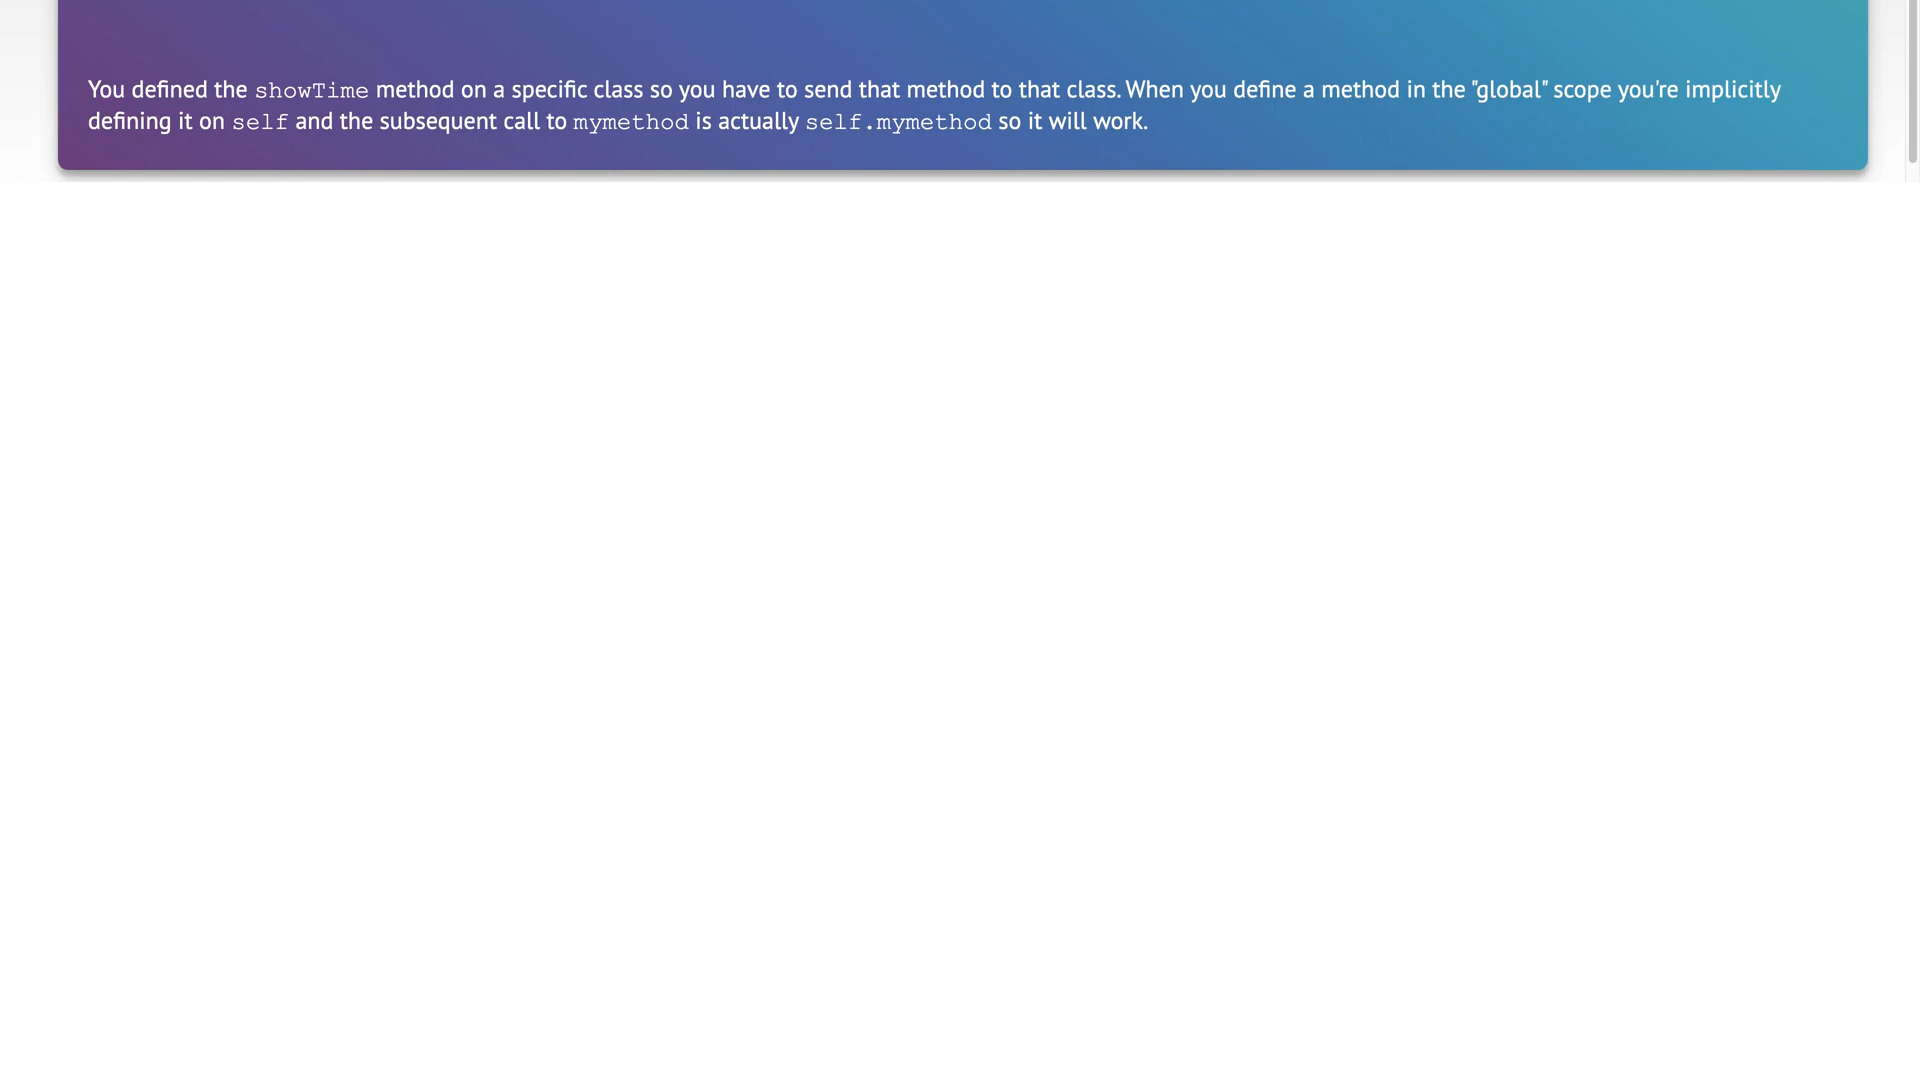 You defined the showTime method on a specific class so you have to send that method to that class. When you define a method in the "global" scope you're implicitly
defining it on self and the subsequent call to mymethod is actually self.mymethod so it will work.